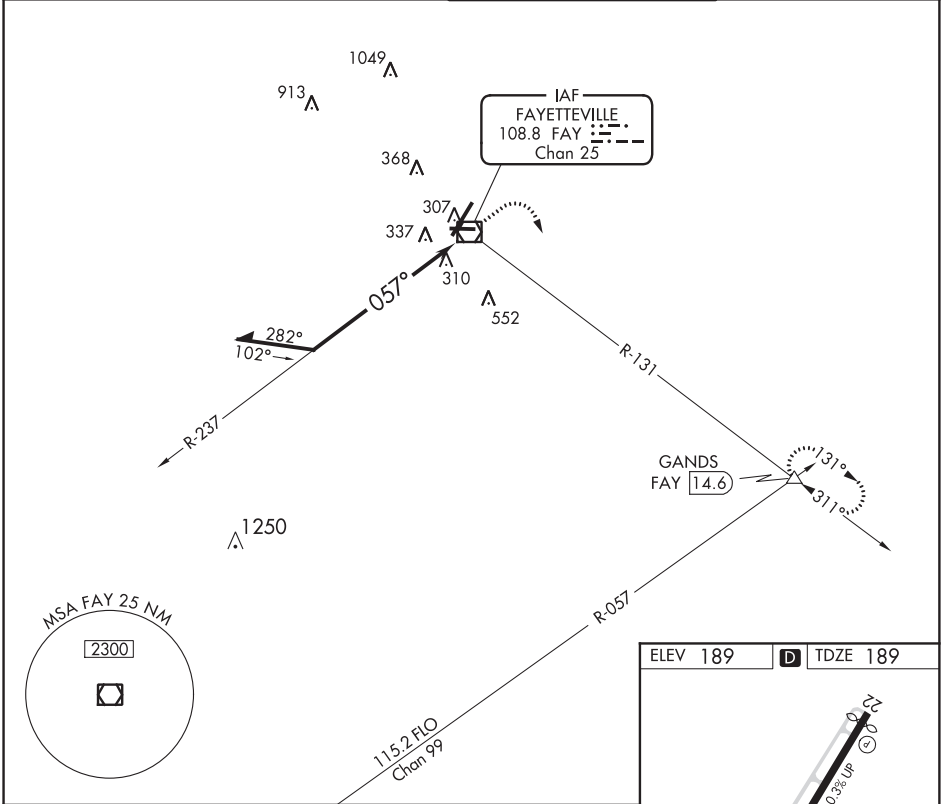 1049
913
IAF
FAYETTEVILLE
108.8 FAY
Chan 25
368
307
337
310
552
057°
282°
102°
R-131
R-237
GANDS
FAY 14.6
131°
311°
1250
R-057
MSA FAY 25 NM
2300
115.2 FLO
Chan 99
ELEV 189 D TDZE 189
22
P
0.3% UP